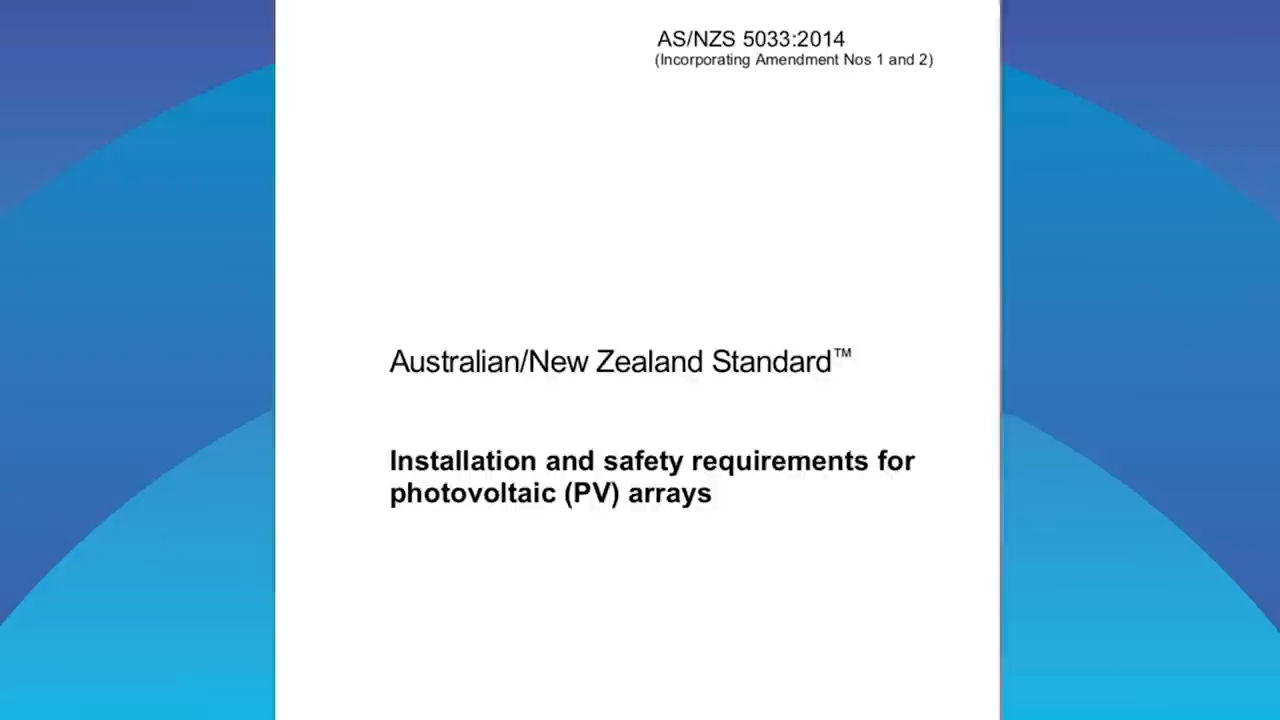 AS/NZS 5033:2014
(Incorporating Amendment Nos 1 and 2)
Australian/New Zealand Standard™
Installation and safety requirements for
photovoltaic (PV) arrays